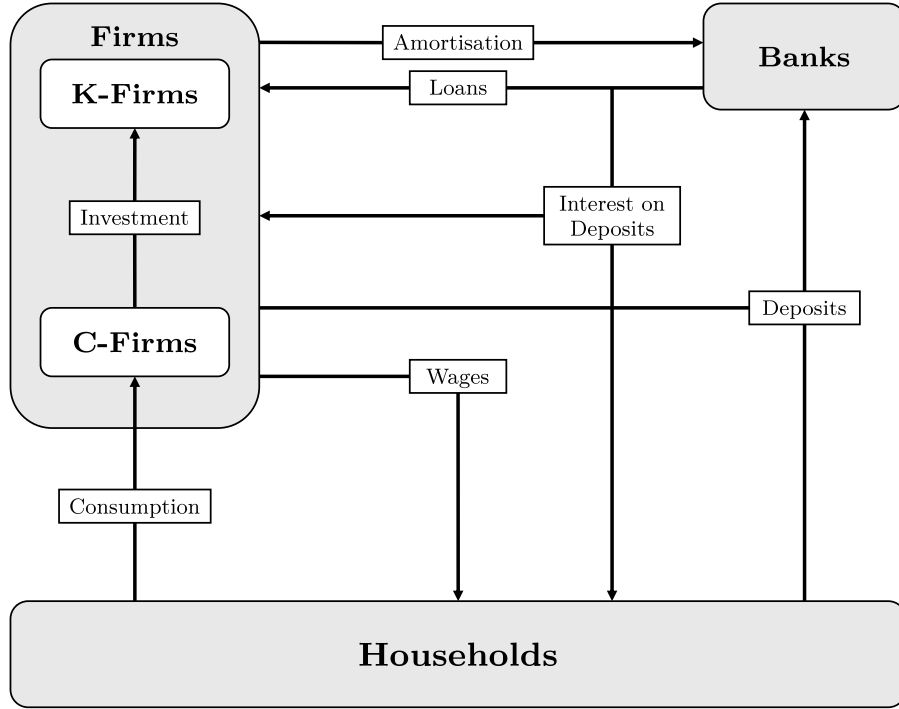 Firms
Amortisation
Banks
K-Firms
Loans
Investment
Interest on
Deposits
Deposits
C-Firms
Wages
Consumption
Households